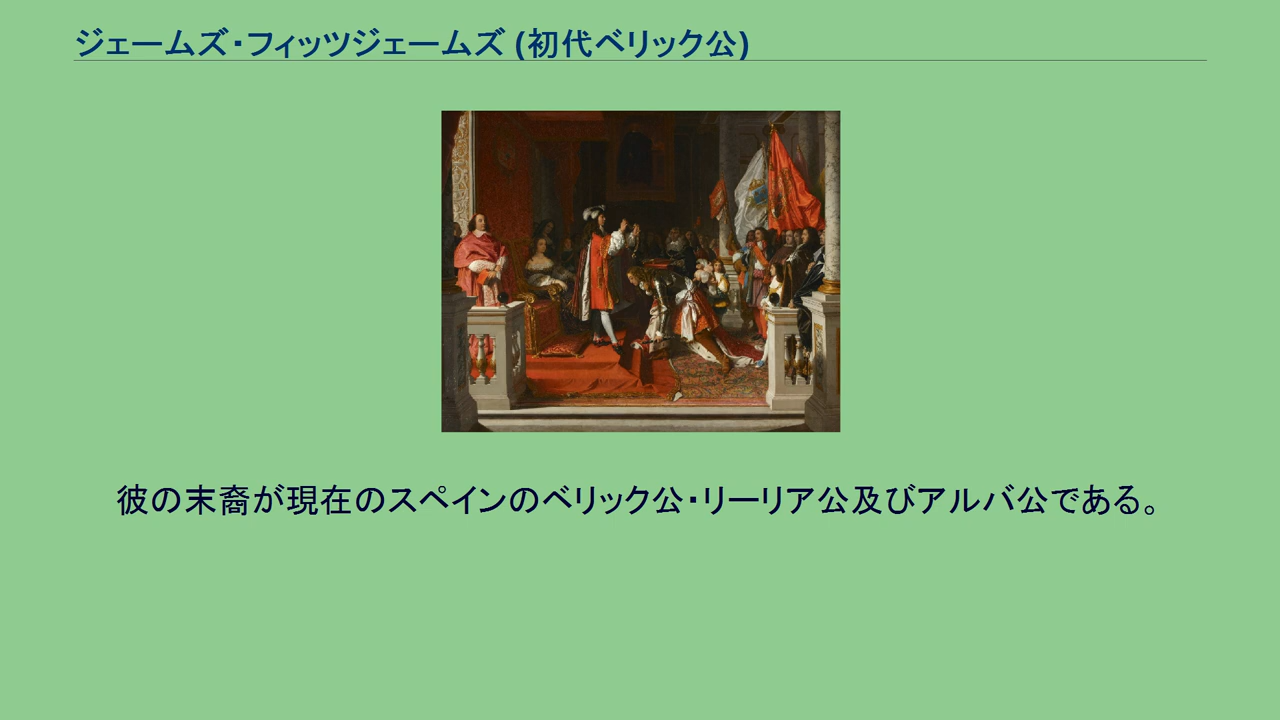 ジェームズ・フィッツジェームズ (初代ベリック公)
彼の末裔が現在のスペインのベリック公・リーリア公及びアルバ公である。